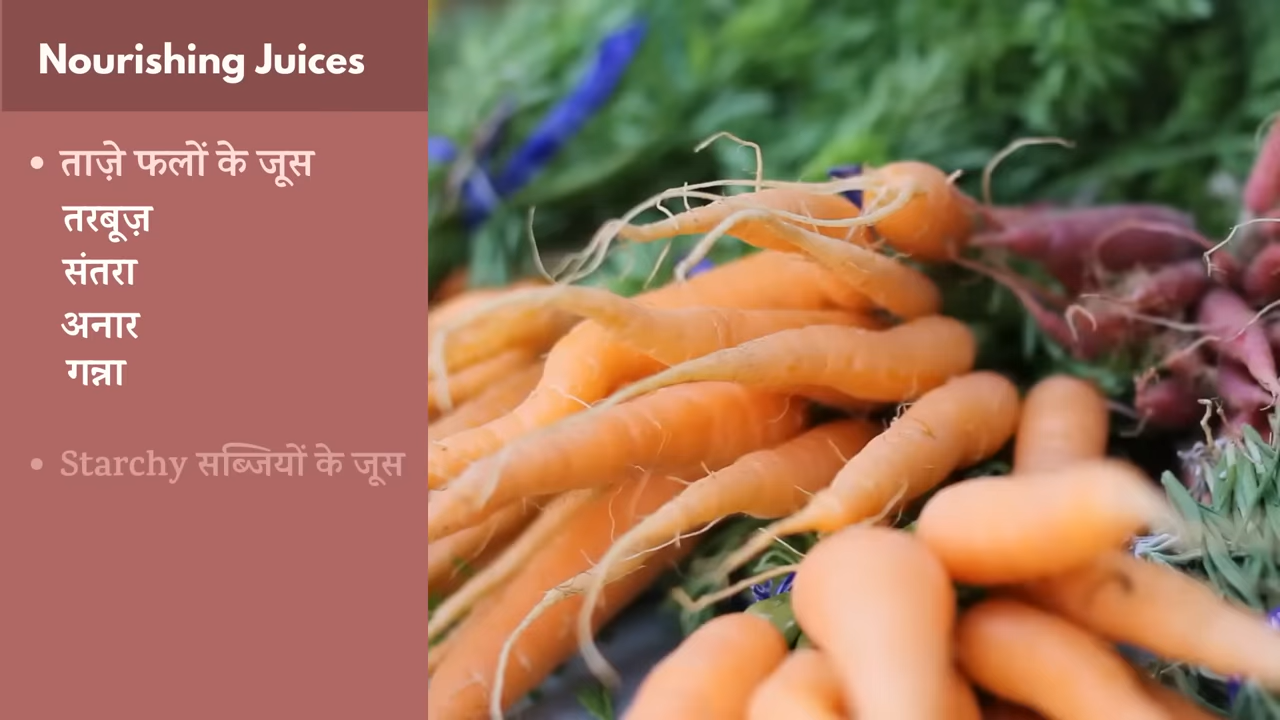 Nourishing Juices
• ताज़े फलों के जूस
तरबूज़
संतरा
अनार
गन्ना
• Starchy सब्जियों के जूस